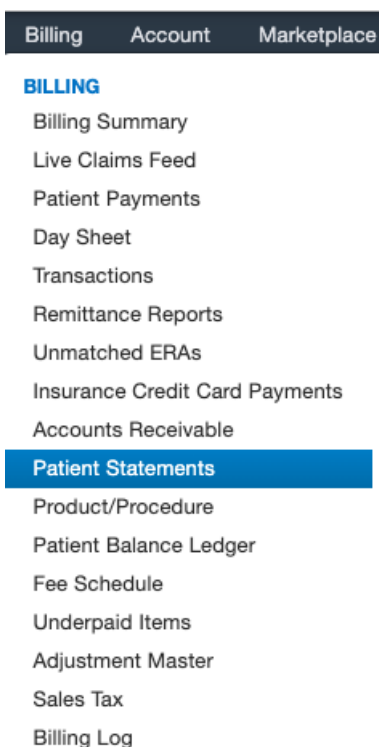 Billing Account Marketplace
BILLING
Billing Summary
Live Claims Feed
Patient Payments
Day Sheet
Transactions
Remittance Reports
Unmatched ERAs
Insurance Credit Card Payments
Accounts Receivable
Patient Statements
Product/Procedure
Patient Balance Ledger
Fee Schedule
Underpaid Items
Adjustment Master
Sales Tax
Billing Log